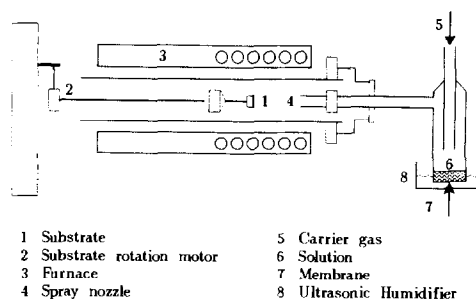 5
3
2
1
4
6
8
7
1 Substrate
2 Substrate rotation motor
3 Furnace
4 Spray nozzle
5 Carrier gas
6 Solution
7 Membrane
8 Ultrasonic Humidifier